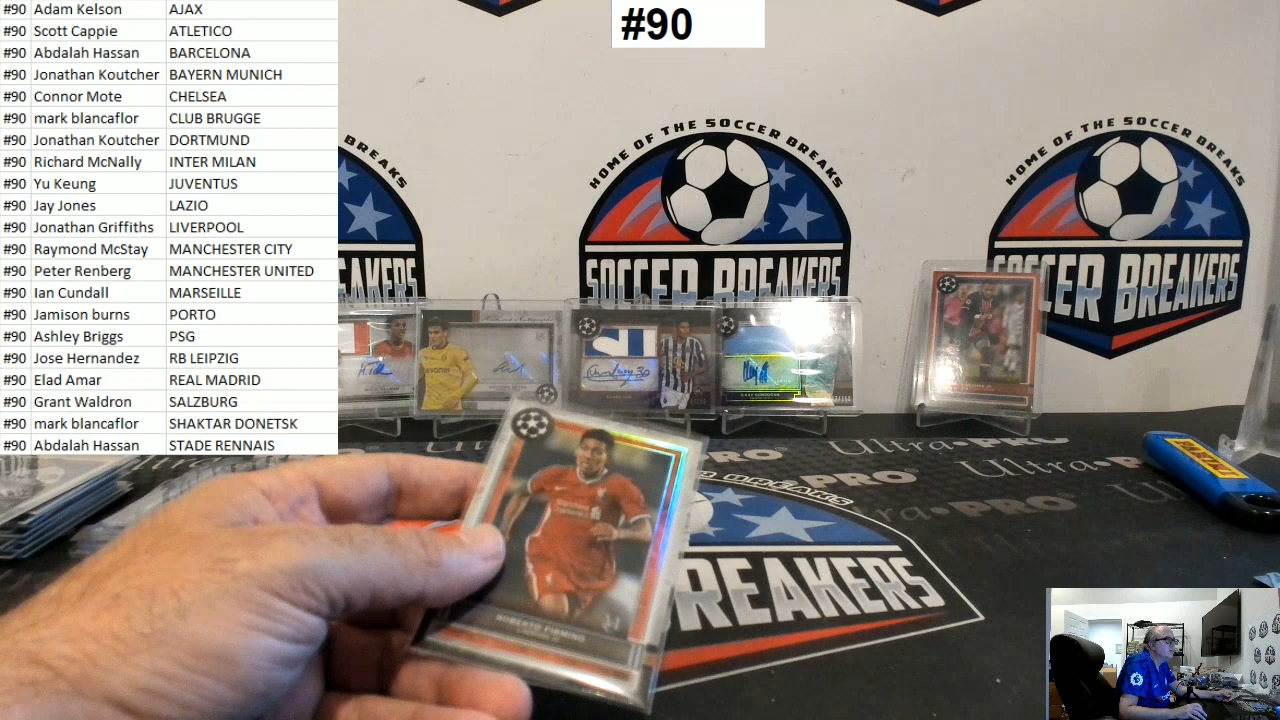 #90 Adam Kelson AJAX
#90 Scott Cappie ATLETICO
#90 Abdalah Hassan BARCELONA
#90 Jonathan Koutcher BAYERN MUNICH
#90 Connor Mote CHELSEA
#90 mark blancaflor CLUB BRUGGE
#90 Jonathan Koutcher DORTMUND
#90 Richard McNally INTER MILAN
#90 Yu Keung JUVENTUS
#90 Jay Jones LAZIO
#90 Jonathan Griffiths LIVERPOOL
#90 Raymond McStay MANCHESTER CITY
#90 Peter Renberg MANCHESTER UNITED
#90 Ian Cundall MARSEILLE
#90 Jamison burns PORTO
#90 Ashley Briggs PSG
#90 Jose Hernandez RB LEIPZIG
#90 Elad Amar REAL MADRID
#90 Grant Waldron SALZBURG
#90 mark blancaflor SHAKTAR DONETSK
#90 Abdalah Hassan STADE RENNAIS
#90
BREAKS
HOME OF THE SOCCER BREAKS
HOME OF THE SOCCER BREAKS
EAKERS
SOCCER BREAKERS
CER BREAKERS
Ultra·PRO
Ultra·PRO
Ultra·PRO
PANINI
BREAKERS
REAKERS
ROBERTO FIRMINO